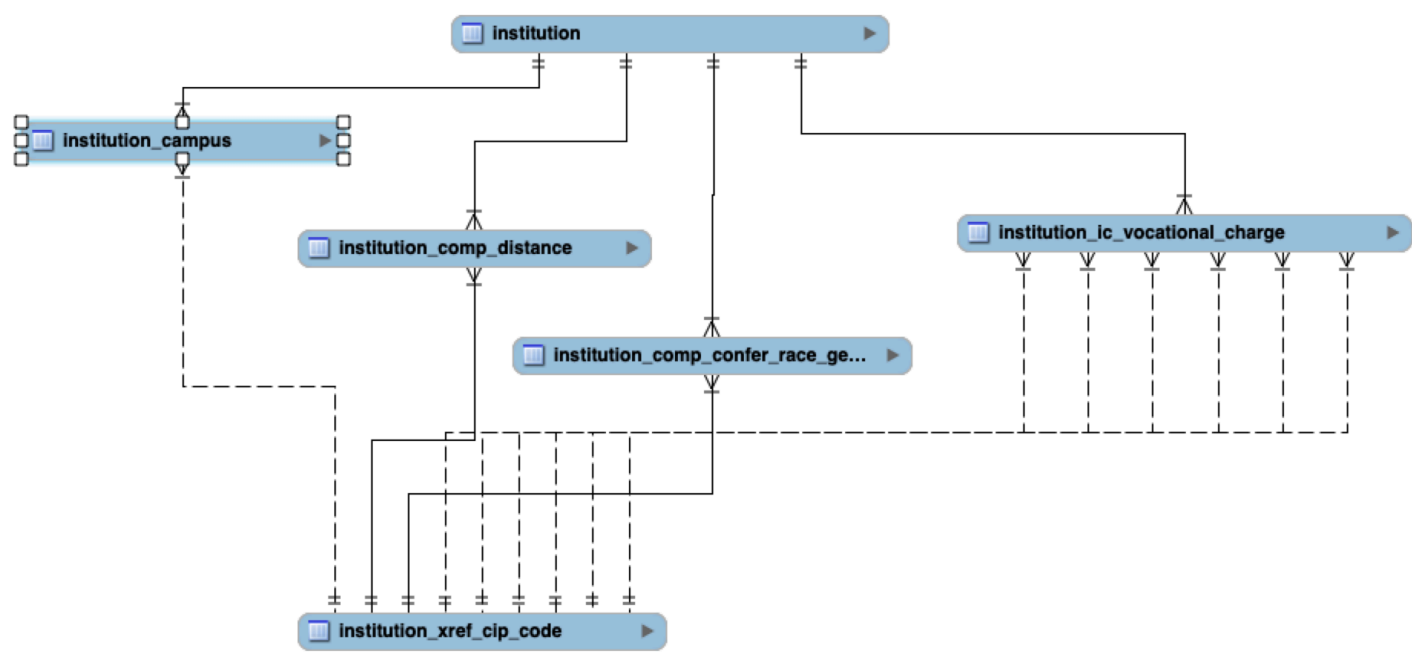 institution
institution_campus
institution_ic_vocational_charge
institution_comp_distance
institution_comp_confer_race_ge...
institution_xref_cip_code